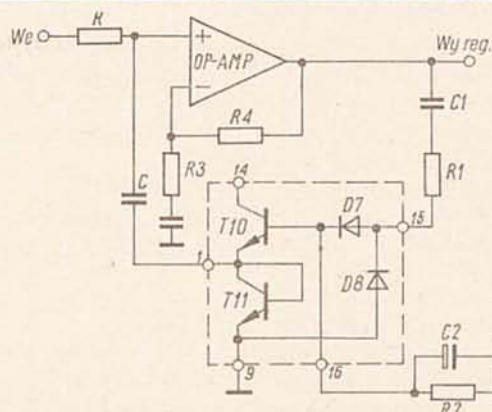 R
We
+
OP-AMP
Wy reg.
−
R4
C1
R3
R1
C
14
T10
D7
15
1
T11
D8
9
16
C2
R2